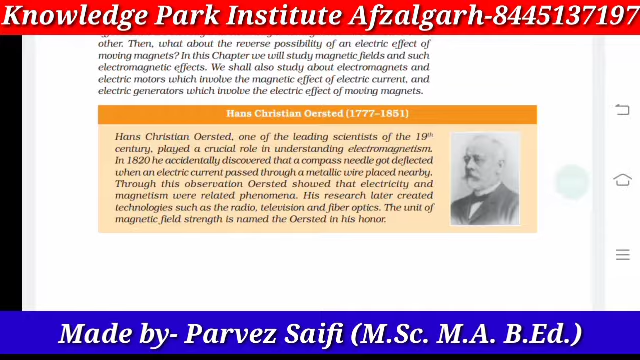 Knowledge Park Institute Afzalgarh-8445137197
other. Then, what about the reverse possibility of an electric effect of
moving magnets? In this Chapter we will study magnetic fields and such
electromagnetic effects. We shall also study about electromagnets and
electric motors which involve the magnetic effect of electric current, and
electric generators which involve the electric effect of moving magnets.
Hans Christian Oersted (1777–1851)
Hans Christian Oersted, one of the leading scientists of the 19th
century, played a crucial role in understanding electromagnetism.
In 1820 he accidentally discovered that a compass needle got deflected
when an electric current passed through a metallic wire placed nearby.
Through this observation Oersted showed that electricity and
magnetism were related phenomena. His research later created
technologies such as the radio, television and fiber optics. The unit of
magnetic field strength is named the Oersted in his honor.
Made by- Parvez Saifi (M.Sc. M.A. B.Ed.)